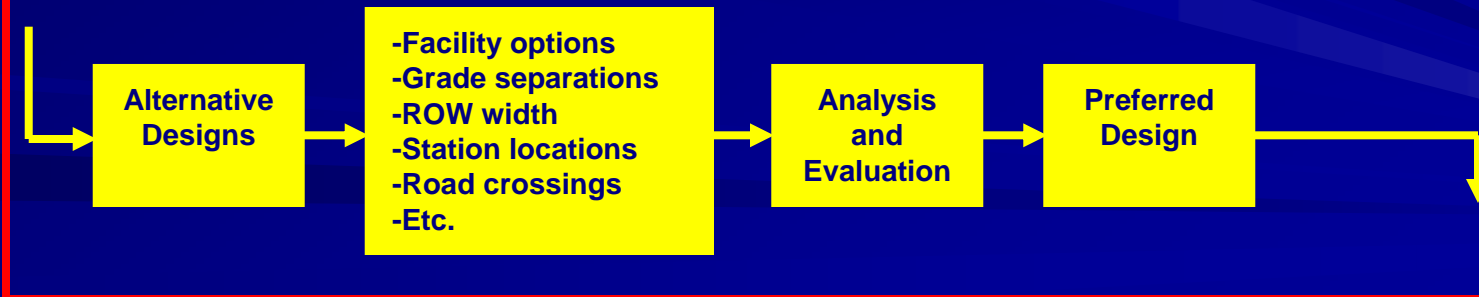 Alternative
Designs
-Facility options
-Grade separations
-ROW width
-Station locations
-Road crossings
-Etc.
Analysis
and
Evaluation
Preferred
Design